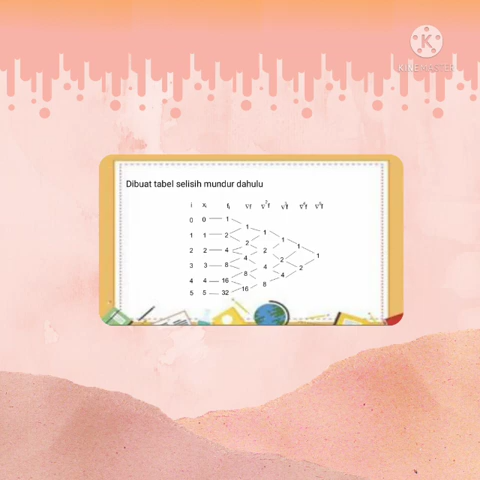 K
KINEMASTER
Dibuat tabel selisih mundur dahulu
i xᵢ fᵢ ∇f ∇²f ∇³f ∇⁴f ∇⁵f
0 0 1
1
1 1 2 1
2 1
2 2 4 2 1
4 2 1
3 3 8 4 2
8 4
4 4 16 8
16
5 5 32